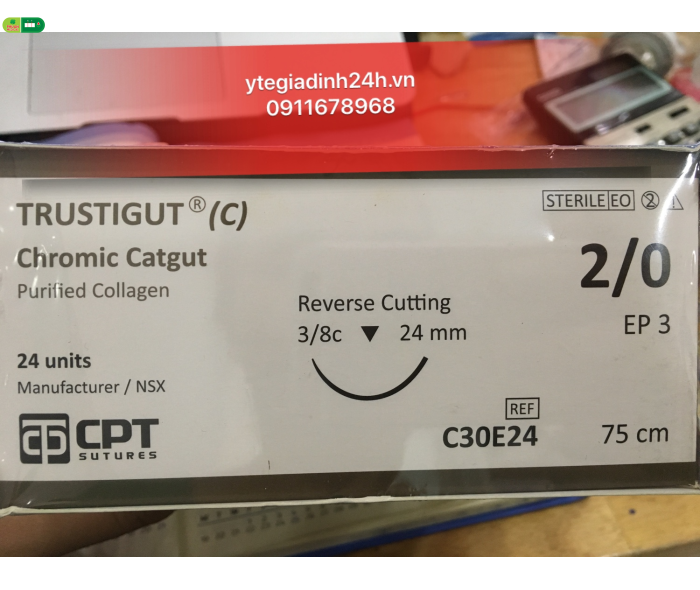 ytegiadinh24h.vn
0911678968
TRUSTIGUT® (C)
STERILE EO
Chromic Catgut
2/0
Purified Collagen
Reverse Cutting
EP 3
3/8c ▼ 24 mm
24 units
Manufacturer / NSX
REF
CPT
SUTURES
C30E24
75 cm